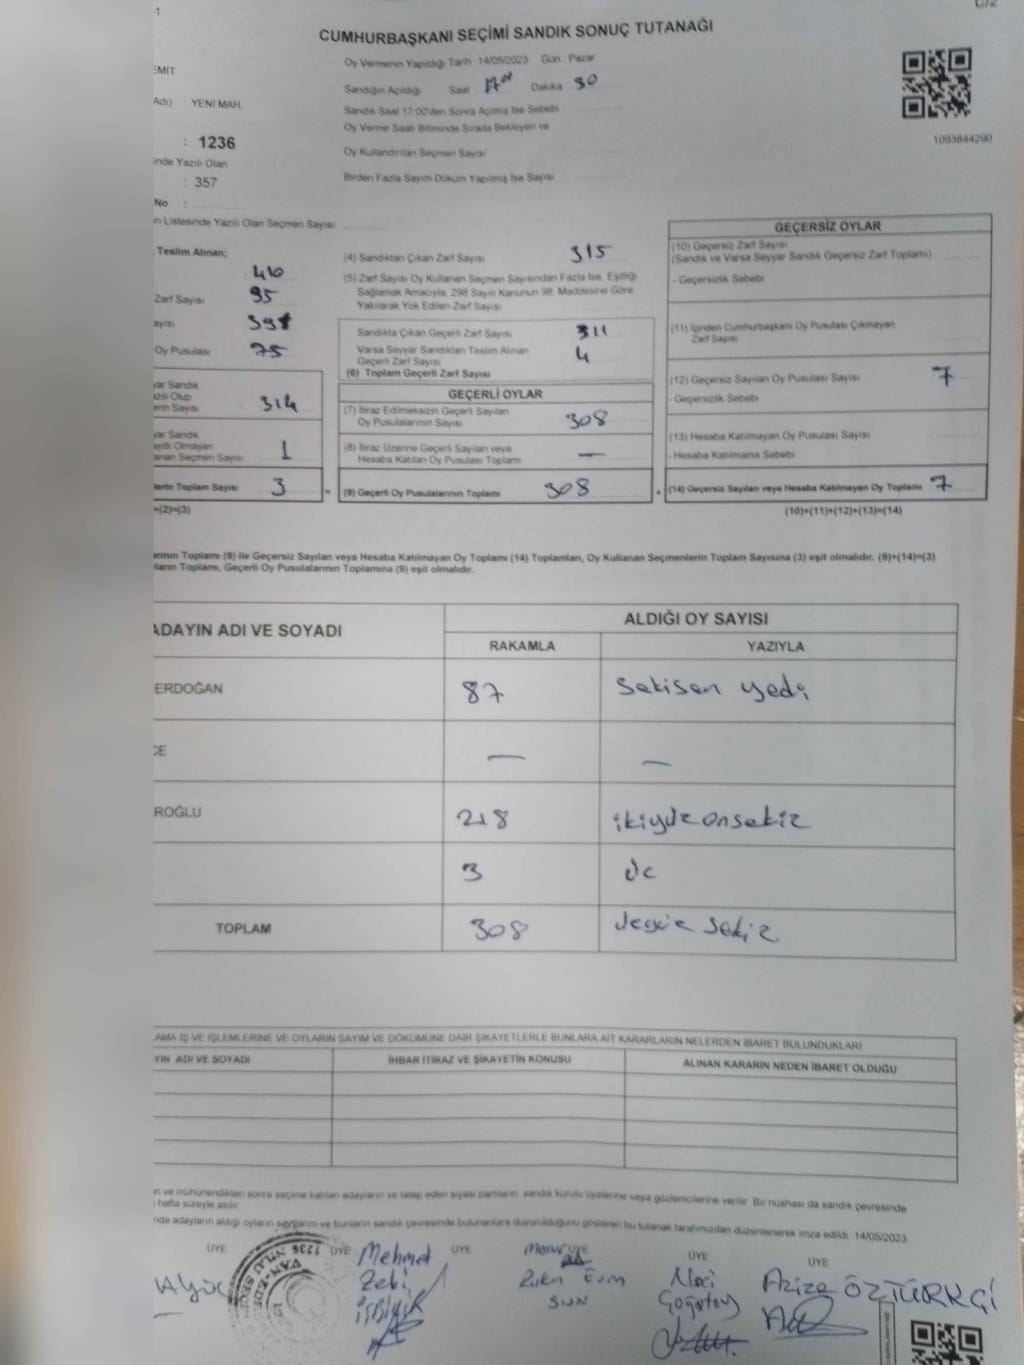 CUMHURBAŞKANI SEÇİMİ SANDIK SONUÇ TUTANAĞI
Oy Vermenin Yapıldığı Tarih :14/05/2023 Gün : Pazar
EMİT
Sandığın Açıldığı Saat : 17 00 Dakika 30
Adı) : YENİ MAH
Sandık Saat 17:00'den Sonra Açılmış İse Sebebi
Oy Verme Saati Bitiminde Sırada Bekleyen ve
: 1236
Oy Kullandırılan Seçmen Sayısı
1093844290
inde Yazılı Olan
: 357
Birden Fazla Sayım Döküm Yapılmış İse Sayısı
No :
n Listesinde Yazılı Olan Seçmen Sayısı
Teslim Alınan;
Zarf Sayısı 95
ayısı
Oy Pusulası 75
yar Sandık
zılı Olup
erin Sayısı 314
yar Sandık
ayıtlı Olmayan
anan Seçmen Sayısı 1
lerin Toplam Sayısı 3 =
+(2)=(3)
(4) Sandıktan Çıkan Zarf Sayısı 315
(5) Zarf Sayısı Oy Kullanan Seçmen Sayısından Fazla İse, Eşitliği
Sağlamak Amacıyla, 298 Sayılı Kanunun 98. Maddesine Göre
Yakılarak Yok Edilen Zarf Sayısı
Sandıkta Çıkan Geçerli Zarf Sayısı 311
Varsa Seyyar Sandıktan Teslim Alınan
Geçerli Zarf Sayısı 4
(6) Toplam Geçerli Zarf Sayısı
GEÇERLİ OYLAR
(7) İtiraz Edilmeksizin Geçerli Sayılan
Oy Pusulalarının Sayısı 308
(8) İtiraz Üzerine Geçerli Sayılan veya
Hesaba Katılan Oy Pusulası Toplamı —
(9) Geçerli Oy Pusulalarının Toplamı 308 +
GEÇERSİZ OYLAR
(10) Geçersiz Zarf Sayısı
(Sandık ve Varsa Seyyar Sandık Geçersiz Zarf Toplamı)
- Geçersizlik Sebebi
(11) İçinden Cumhurbaşkanı Oy Pusulası Çıkmayan
Zarf Sayısı
(12) Geçersiz Sayılan Oy Pusulası Sayısı 7
- Geçersizlik Sebebi
(13) Hesaba Katılmayan Oy Pusulası Sayısı
- Hesaba Katılmama Sebebi
(14) Geçersiz Sayılan veya Hesaba Katılmayan Oy Toplamı 7
(10)+(11)+(12)+(13)=(14)
arının Toplamı (9) ile Geçersiz Sayılan veya Hesaba Katılmayan Oy Toplamı (14) Toplamları, Oy Kullanan Seçmenlerin Toplam Sayısına (3) eşit olmalıdır. (9)+(14)=(3)
ların Toplamı, Geçerli Oy Pusulalarının Toplamına (9) eşit olmalıdır.
ADAYIN ADI VE SOYADI
ALDIĞI OY SAYISI
RAKAMLA YAZIYLA
ERDOĞAN 87 Seksen yedi
CE — —
ROĞLU 218 ikiyüzonsekiz
3 üc
TOPLAM 308 üçyüz sekiz
AMA İŞ VE İŞLEMLERİNE VE OYLARIN SAYIM VE DÖKÜMÜNE DAİR ŞİKAYETLERLE BUNLARA AİT KARARLARIN NELERDEN İBARET BULUNDUKLARI
YIN ADI VE SOYADI İHBAR İTİRAZ VE ŞİKAYETİN KONUSU ALINAN KARARIN NEDEN İBARET OLDUĞU
n ve mühürlendikten sonra seçime katılan adayların ve talep eden siyasi partilerin sandık kurulu üyelerine veya gözlemcilerine verilir. Bir nüshası da sandık çevresinde
hafta süreyle asılır.
nda adayların aldığı oyların sayılarını ve bunların sandık çevresinde bulunanlara duyurulduğunu gösteren bu tutanak tarafımızdan düzenlenerek imza edildi. 14/05/2023
ÜYE ÜYE ÜYE ÜYE ÜYE ÜYE
Mehmet
Zeki
Naci
Azize ÖZTÜRKÇİ